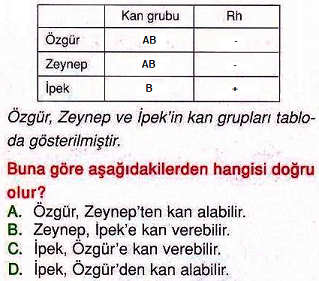 Kan grubu Rh
Özgür AB -
Zeynep AB -
İpek B +
Özgür, Zeynep ve İpek'in kan grupları tablo-
da gösterilmiştir.
Buna göre aşağıdakilerden hangisi doğru
olur?
A. Özgür, Zeynep'ten kan alabilir.
B. Zeynep, İpek'e kan verebilir.
C. İpek, Özgür'e kan verebilir.
D. İpek, Özgür'den kan alabilir.